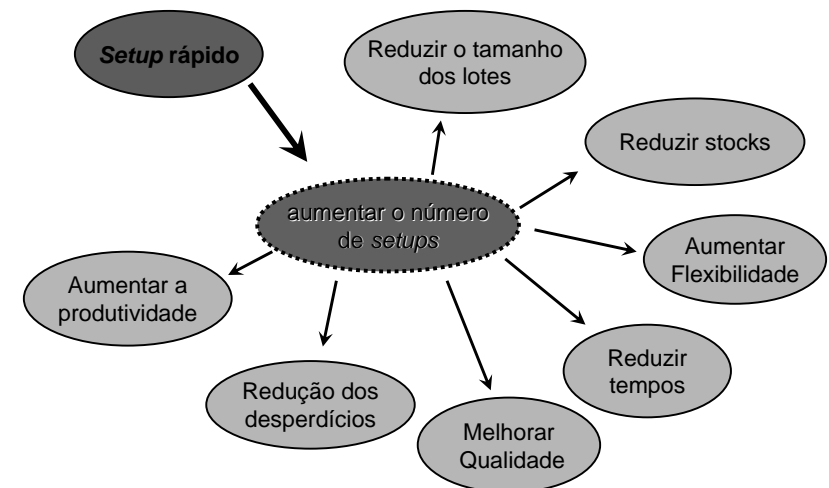 Setup rápido
Reduzir o tamanho
dos lotes
Reduzir stocks
aumentar o número
de setups
Aumentar
Flexibilidade
Aumentar a
produtividade
Reduzir
tempos
Redução dos
desperdícios
Melhorar
Qualidade